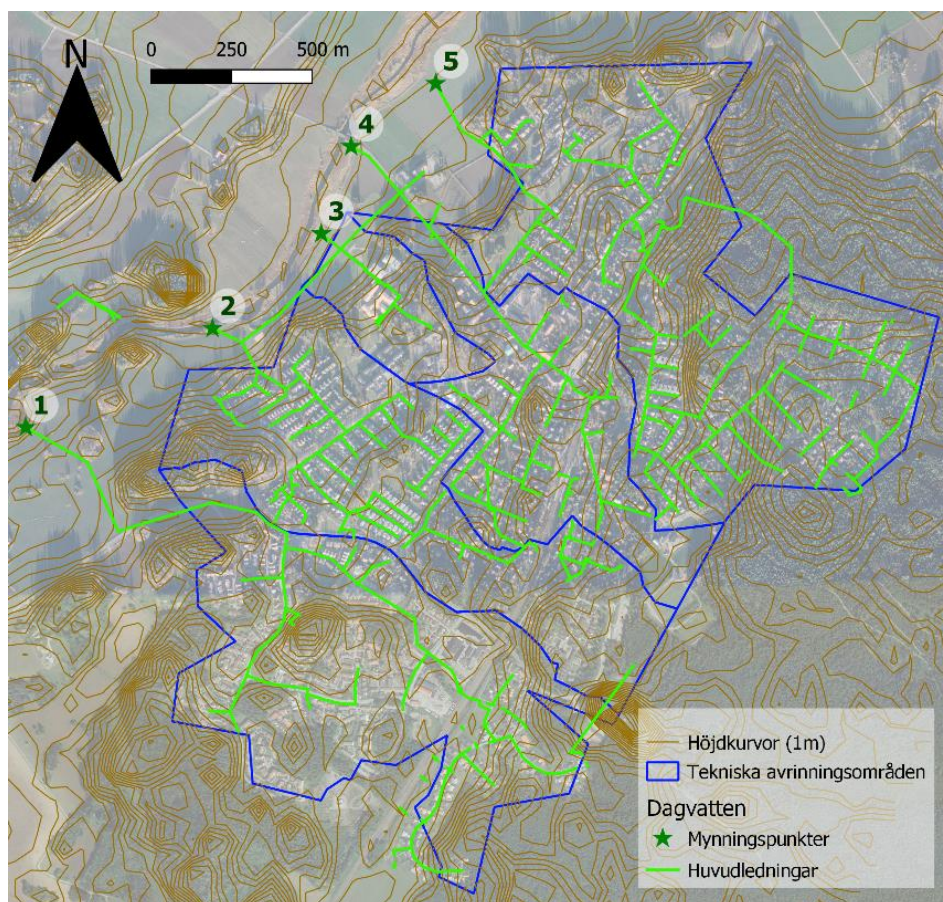 N
0 250 500 m
5
4
3
2
1
Höjdkurvor (1m)
Tekniska avrinningsområden
Dagvatten
Mynningspunkter
Huvudledningar